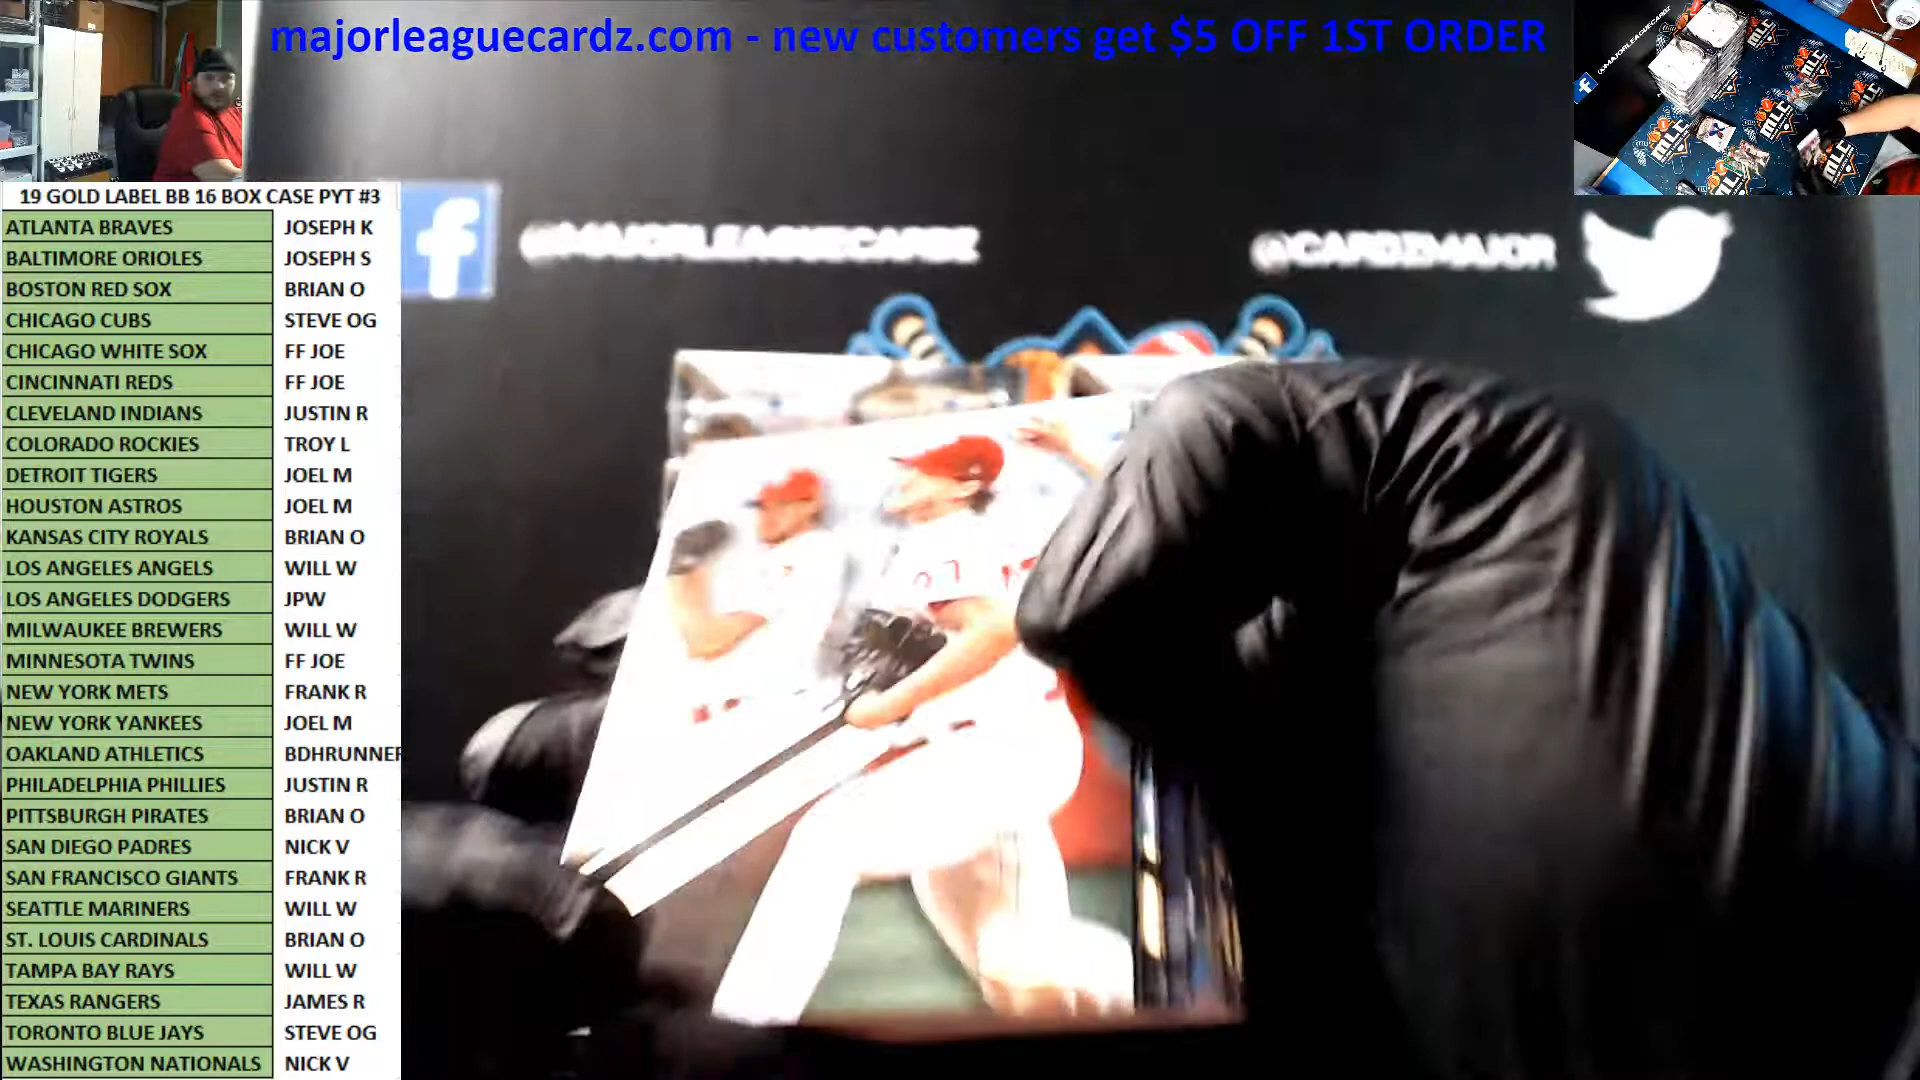 majorleaguecardz.com - new customers get $5 OFF 1ST ORDER
19 GOLD LABEL BB 16 BOX CASE PYT #3
ATLANTA BRAVES JOSEPH K
BALTIMORE ORIOLES JOSEPH S
BOSTON RED SOX BRIAN O
CHICAGO CUBS STEVE OG
CHICAGO WHITE SOX FF JOE
CINCINNATI REDS FF JOE
CLEVELAND INDIANS JUSTIN R
COLORADO ROCKIES TROY L
DETROIT TIGERS JOEL M
HOUSTON ASTROS JOEL M
KANSAS CITY ROYALS BRIAN O
LOS ANGELES ANGELS WILL W
LOS ANGELES DODGERS JPW
MILWAUKEE BREWERS WILL W
MINNESOTA TWINS FF JOE
NEW YORK METS FRANK R
NEW YORK YANKEES JOEL M
OAKLAND ATHLETICS BDHRUNNER
PHILADELPHIA PHILLIES JUSTIN R
PITTSBURGH PIRATES BRIAN O
SAN DIEGO PADRES NICK V
SAN FRANCISCO GIANTS FRANK R
SEATTLE MARINERS WILL W
ST. LOUIS CARDINALS BRIAN O
TAMPA BAY RAYS WILL W
TEXAS RANGERS JAMES R
TORONTO BLUE JAYS STEVE OG
WASHINGTON NATIONALS NICK V
f @MAJORLEAGUECARDZ
@CARDZMAJOR
@MAJORLEAGUECARDZ
MLC
MLC
MLC